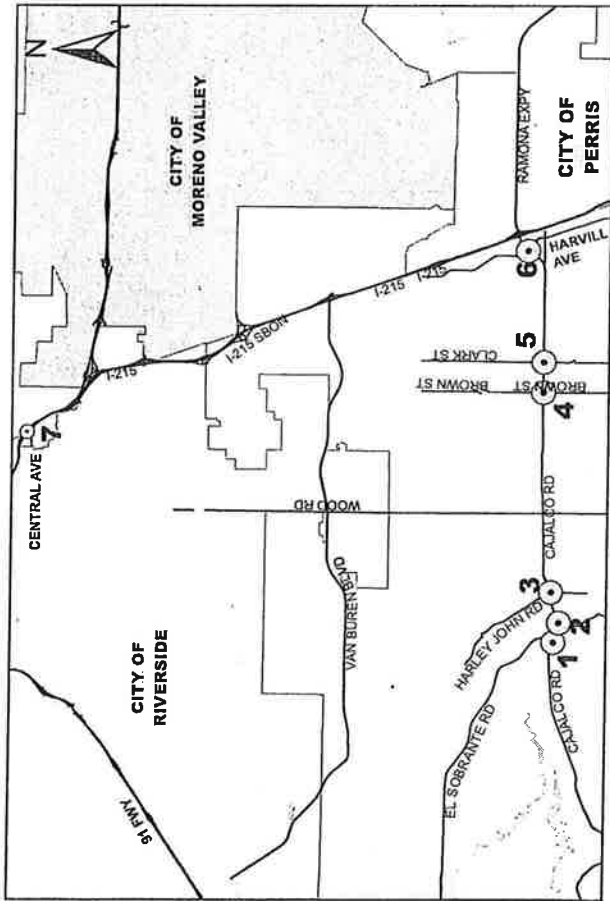 N
CITY OF
MORENO VALLEY
CITY OF
RIVERSIDE
CITY OF
PERRIS
CENTRAL AVE
7
91 FWY
I-215
I-215 SBON
I-215
I-215
VAN BUREN BLVD
WOOD RD
RAMONA EXPY
HARVILL
AVE
6
5
CLARK ST
BROWN ST
BROWN ST
4
CAJALCO RD
3
HARLEY JOHN RD
2
1
EL SOBRANTE RD
CAJALCO RD